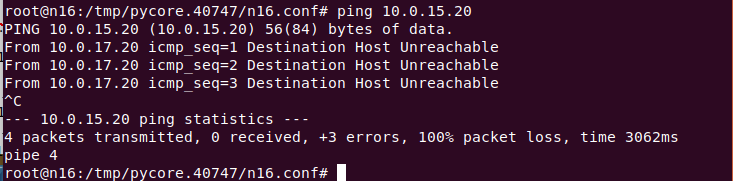 root@n16:/tmp/pycore.40747/n16.conf# ping 10.0.15.20
PING 10.0.15.20 (10.0.15.20) 56(84) bytes of data.
From 10.0.17.20 icmp_seq=1 Destination Host Unreachable
From 10.0.17.20 icmp_seq=2 Destination Host Unreachable
From 10.0.17.20 icmp_seq=3 Destination Host Unreachable
^C
--- 10.0.15.20 ping statistics ---
4 packets transmitted, 0 received, +3 errors, 100% packet loss, time 3062ms
pipe 4
root@n16:/tmp/pycore.40747/n16.conf#